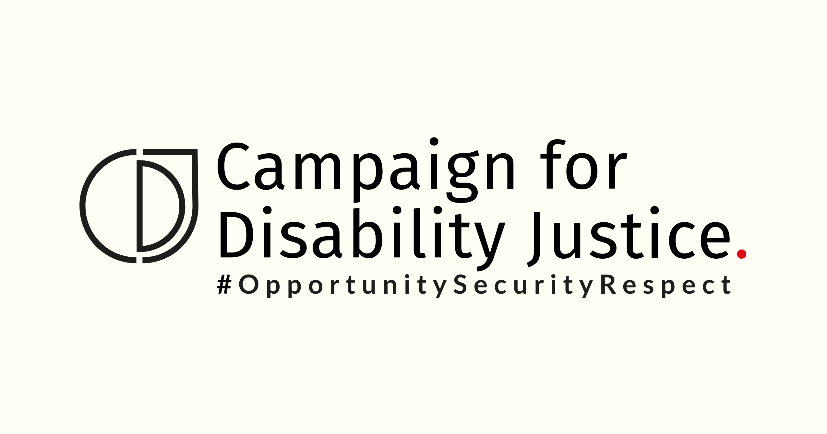 Campaign for
Disability Justice.
#OpportunitySecurityRespect